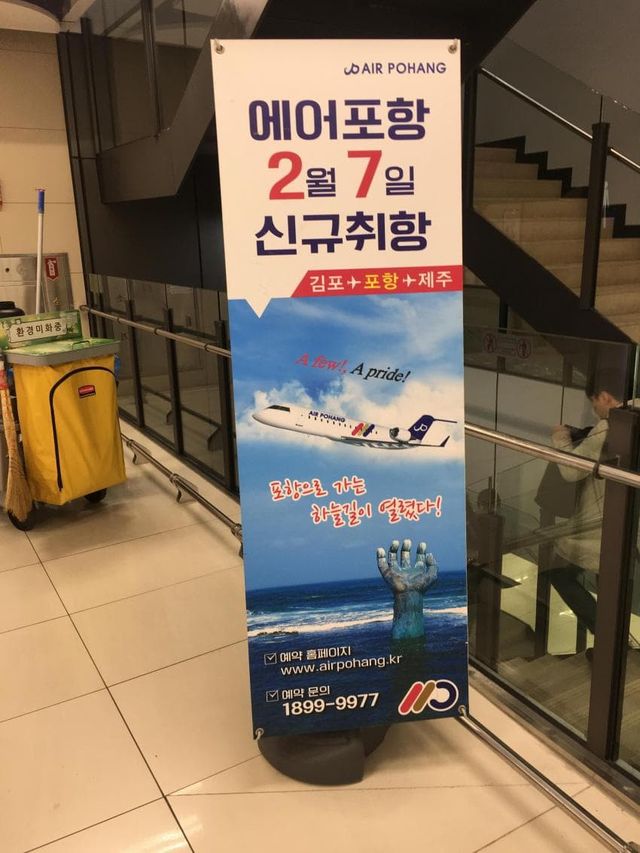 AIR POHANG
에어포항
2월 7일
신규취항
김포✈포항✈제주
A few!, A pride!
AIR POHANG
포항으로 가는
하늘길이 열렸다!
☑ 예약 홈페이지
www.airpohang.kr
☑ 예약 문의
1899-9977
환경미화중